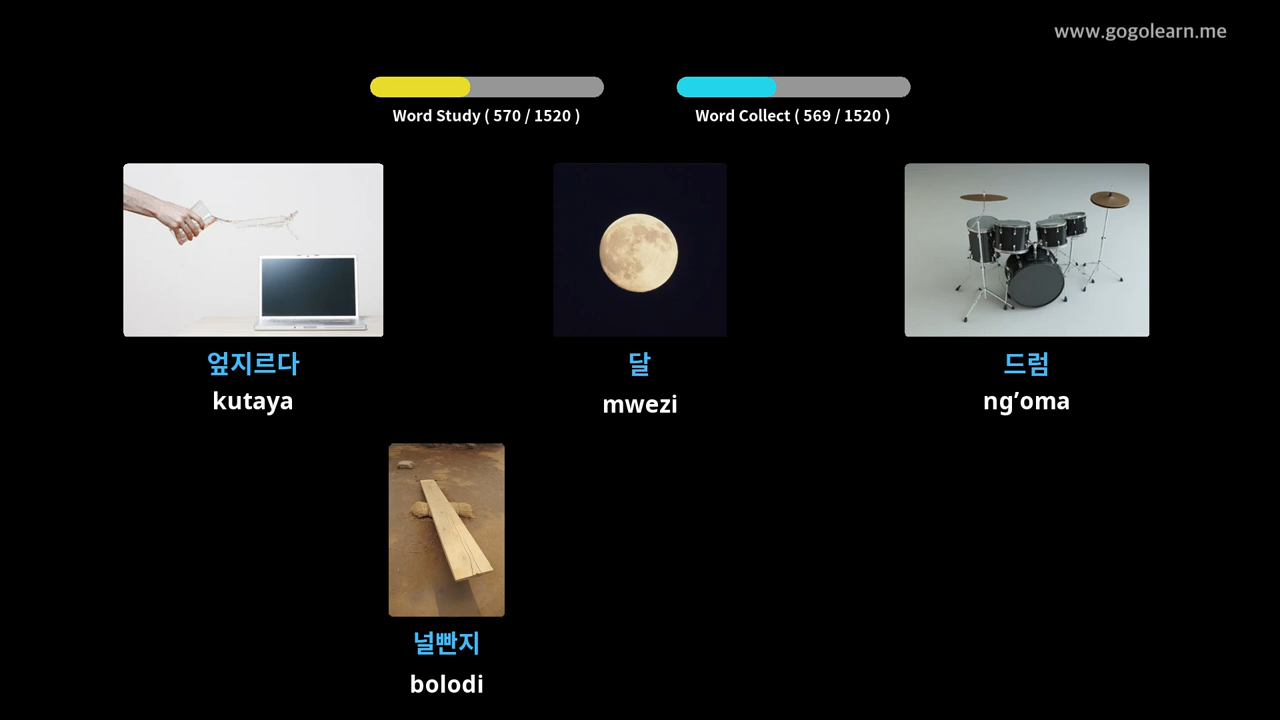 www.gogolearn.me
Word Study ( 570 / 1520 )
Word Collect ( 569 / 1520 )
엎지르다
kutaya
달
mwezi
드럼
ng’oma
널빤지
bolodi